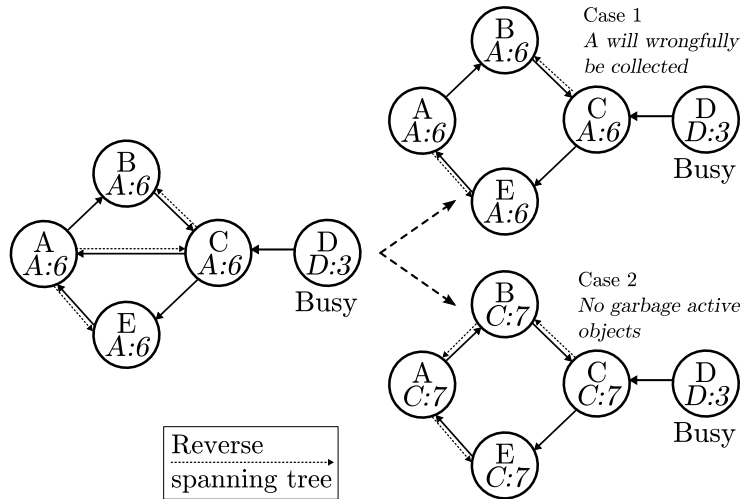 B
A:6
A
A:6
C
A:6
D
D:3
Busy
E
A:6
Case 1
A will wrongfully
be collected
B
A:6
A
A:6
C
A:6
D
D:3
Busy
E
A:6
Case 2
No garbage active
objects
B
C:7
A
C:7
C
C:7
D
D:3
Busy
E
C:7
Reverse
spanning tree